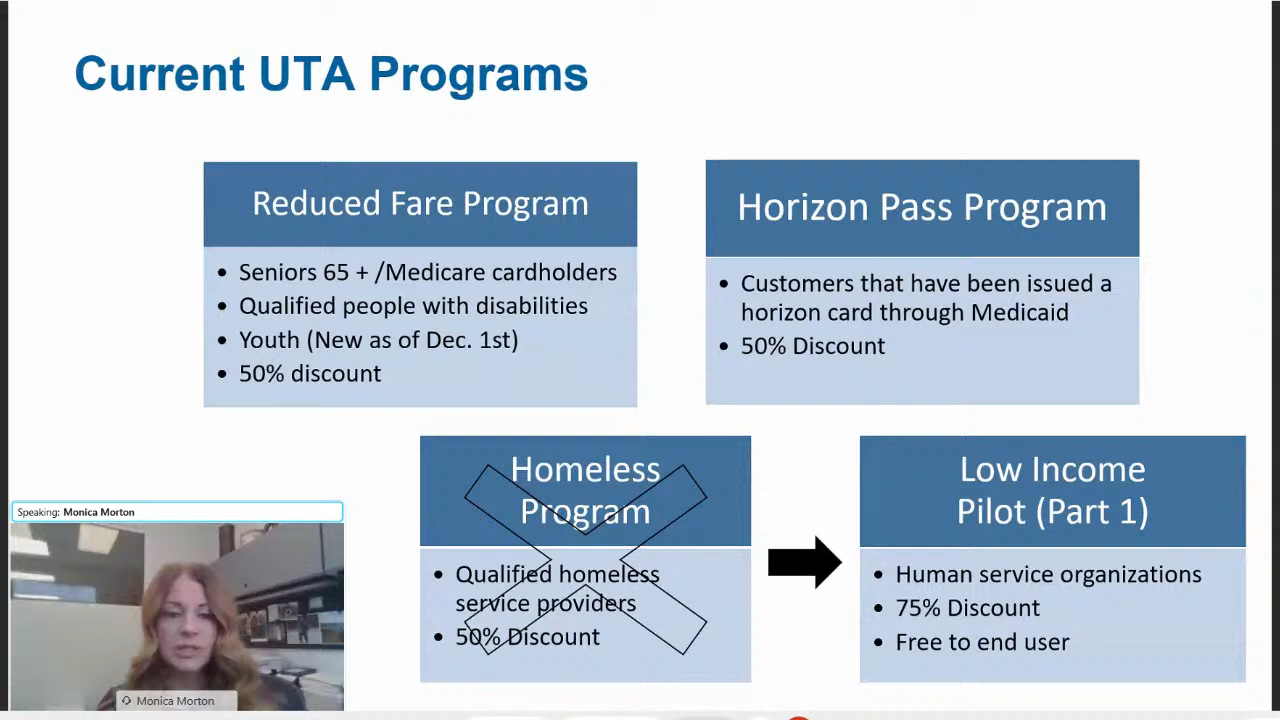 Current UTA Programs
Reduced Fare Program
• Seniors 65 + /Medicare cardholders
• Qualified people with disabilities
• Youth (New as of Dec. 1st)
• 50% discount
Horizon Pass Program
• Customers that have been issued a
horizon card through Medicaid
• 50% Discount
Homeless
Program
• Qualified homeless
service providers
• 50% Discount
Low Income
Pilot (Part 1)
• Human service organizations
• 75% Discount
• Free to end user
Speaking: Monica Morton
Monica Morton